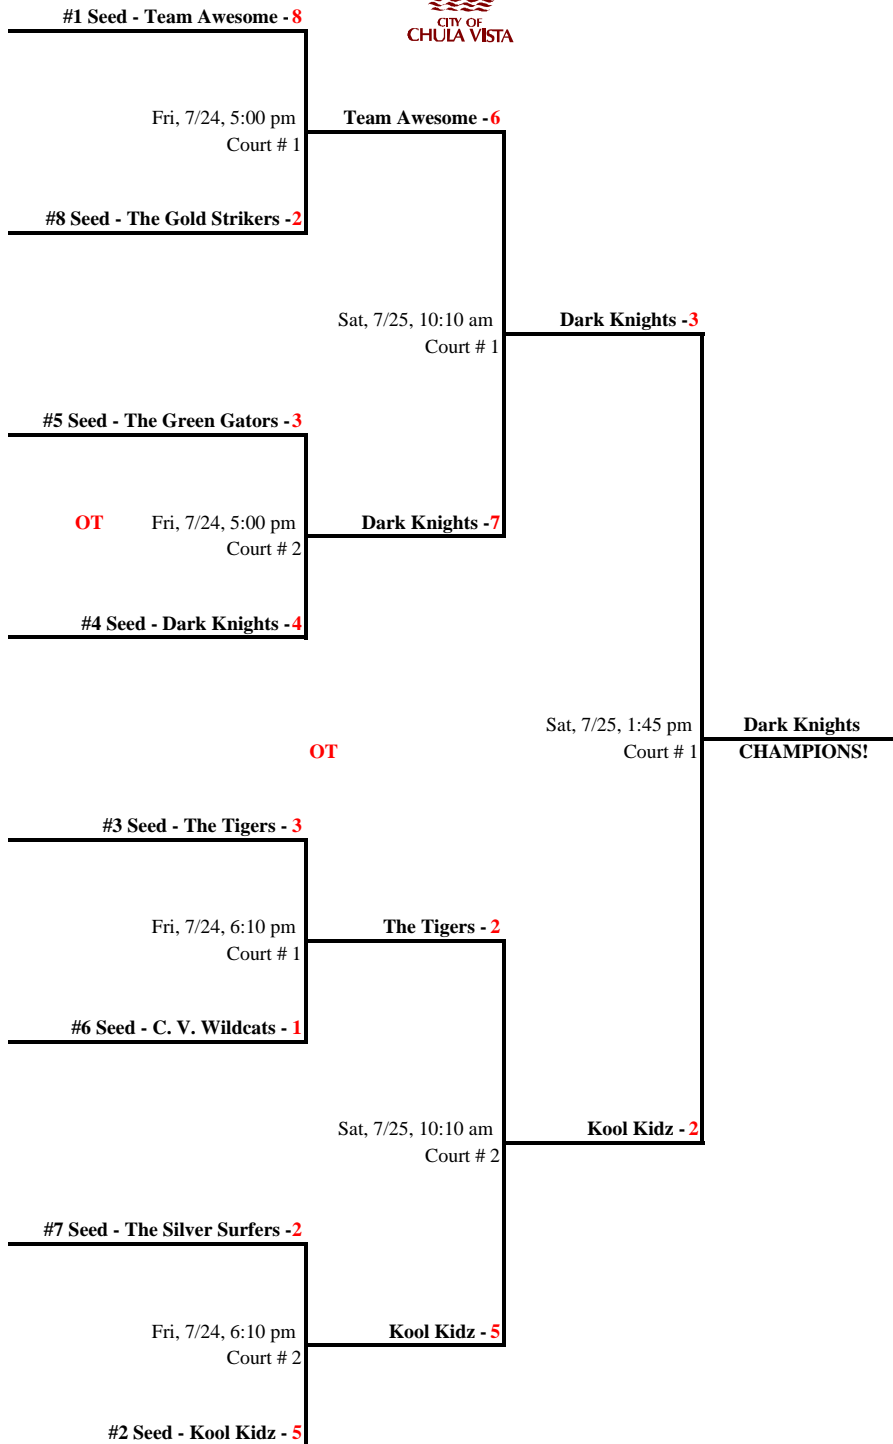 #1 Seed - Team Awesome - 8
CITY OF
CHULA VISTA
Fri, 7/24, 5:00 pm
Court # 1
Team Awesome - 6
#8 Seed - The Gold Strikers - 2
Sat, 7/25, 10:10 am
Court # 1
Dark Knights - 3
#5 Seed - The Green Gators - 3
OT
Fri, 7/24, 5:00 pm
Court # 2
Dark Knights - 7
#4 Seed - Dark Knights - 4
Sat, 7/25, 1:45 pm
Court # 1
Dark Knights
CHAMPIONS!
OT
#3 Seed - The Tigers - 3
Fri, 7/24, 6:10 pm
Court # 1
The Tigers - 2
#6 Seed - C. V. Wildcats - 1
Sat, 7/25, 10:10 am
Court # 2
Kool Kidz - 2
#7 Seed - The Silver Surfers - 2
Fri, 7/24, 6:10 pm
Court # 2
Kool Kidz - 5
#2 Seed - Kool Kidz - 5